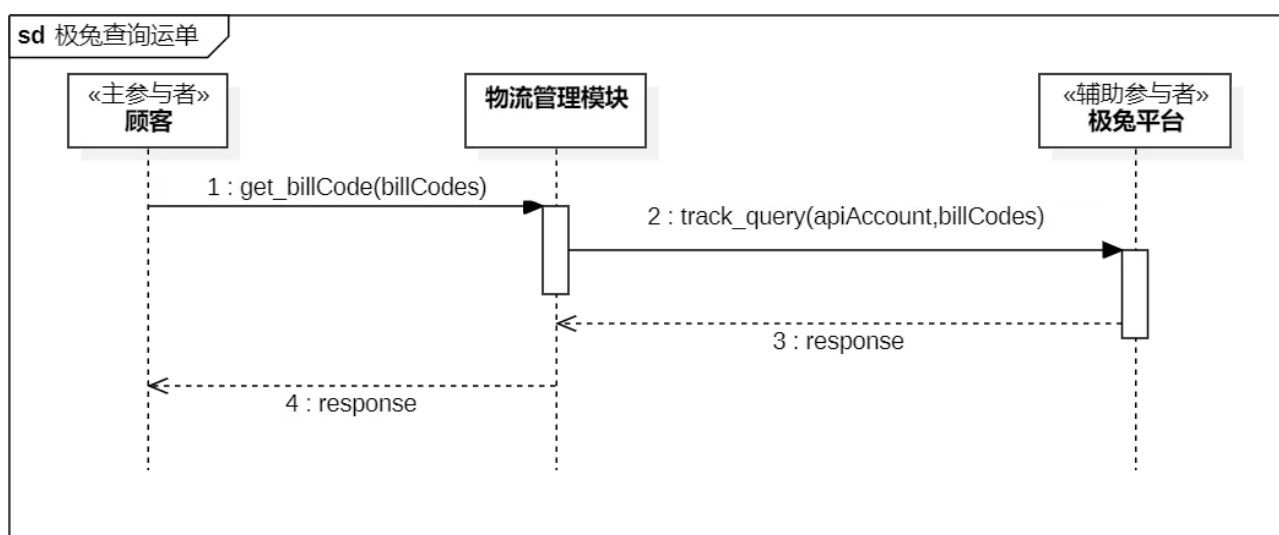 sd 极兔查询运单
«主参与者»
顾客
物流管理模块
«辅助参与者»
极兔平台
1 : get_billCode(billCodes)
2 : track_query(apiAccount,billCodes)
3 : response
4 : response